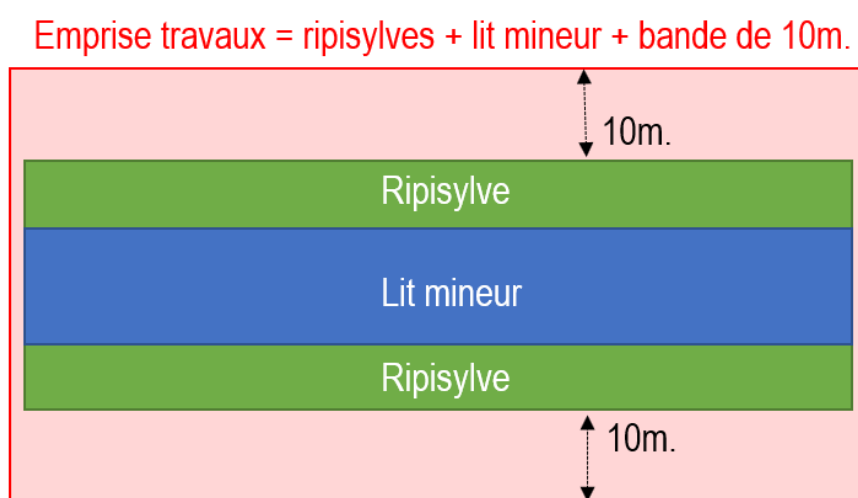 Emprise travaux = ripisylves + lit mineur + bande de 10m.
10m.
Ripisylve
Lit mineur
Ripisylve
10m.